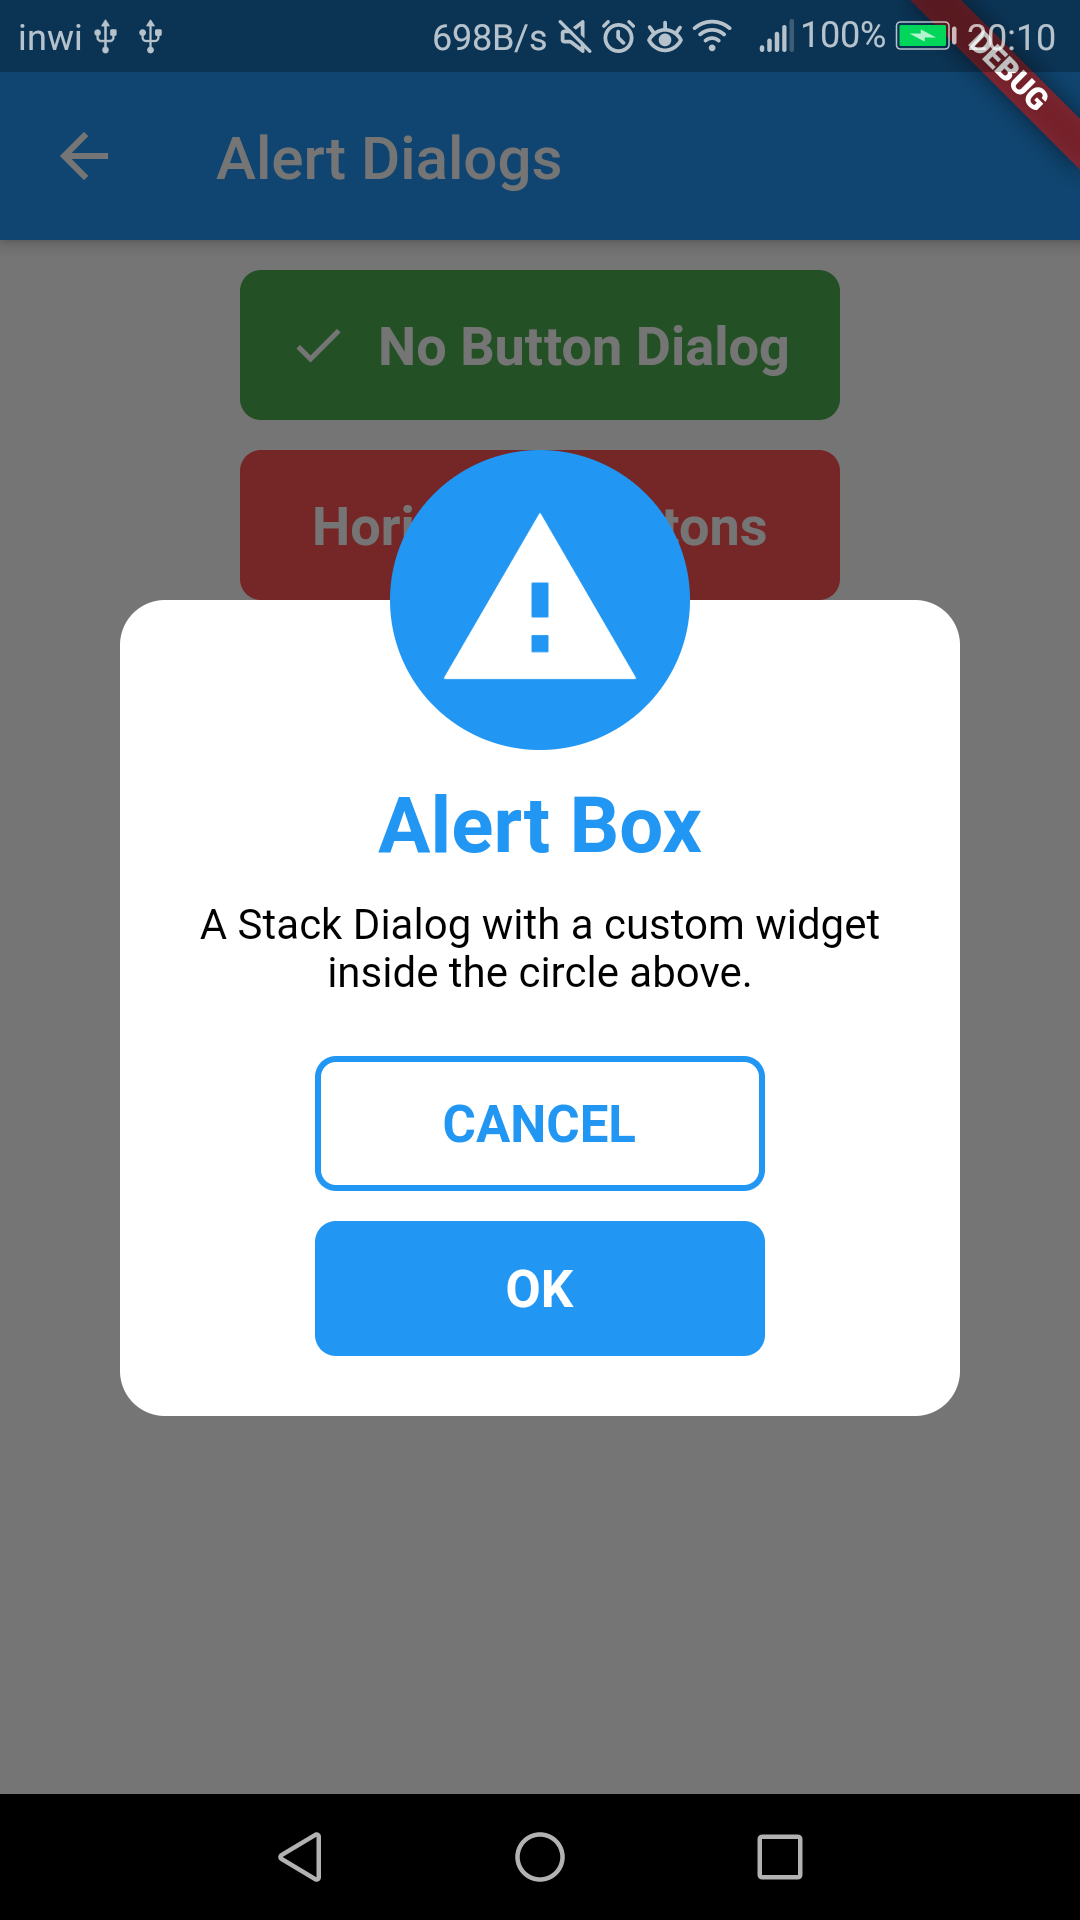 inwi 698B/s 100% 20:10
DEBUG
Alert Dialogs
No Button Dialog
Hori tons
Alert Box
A Stack Dialog with a custom widget
inside the circle above.
CANCEL
OK